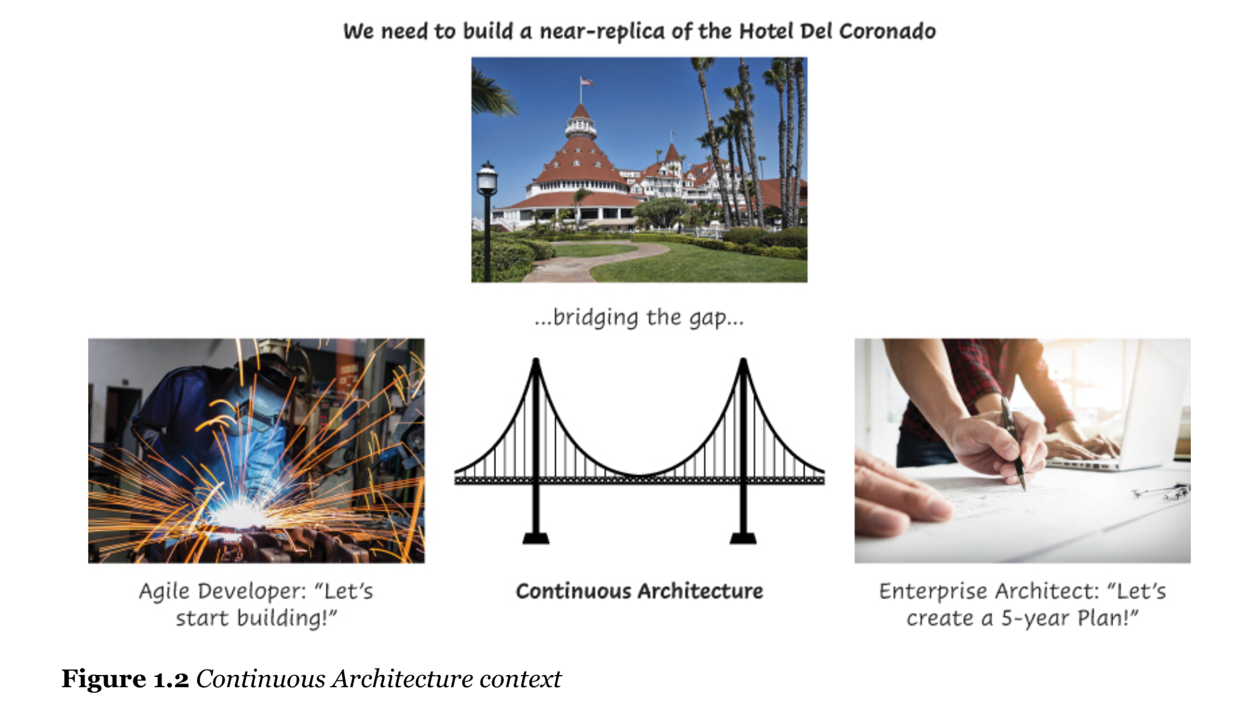 We need to build a near-replica of the Hotel Del Coronado
...bridging the gap...
Agile Developer: “Let’s
start building!”
Continuous Architecture
Enterprise Architect: “Let’s
create a 5-year Plan!”
Figure 1.2 Continuous Architecture context